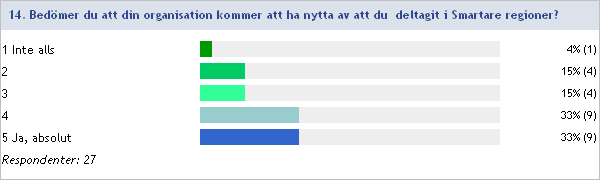 14. Bedömer du att din organisation kommer att ha nytta av att du deltagit i Smartare regioner?
1 Inte alls 4% (1)
2 15% (4)
3 15% (4)
4 33% (9)
5 Ja, absolut 33% (9)
Respondenter: 27